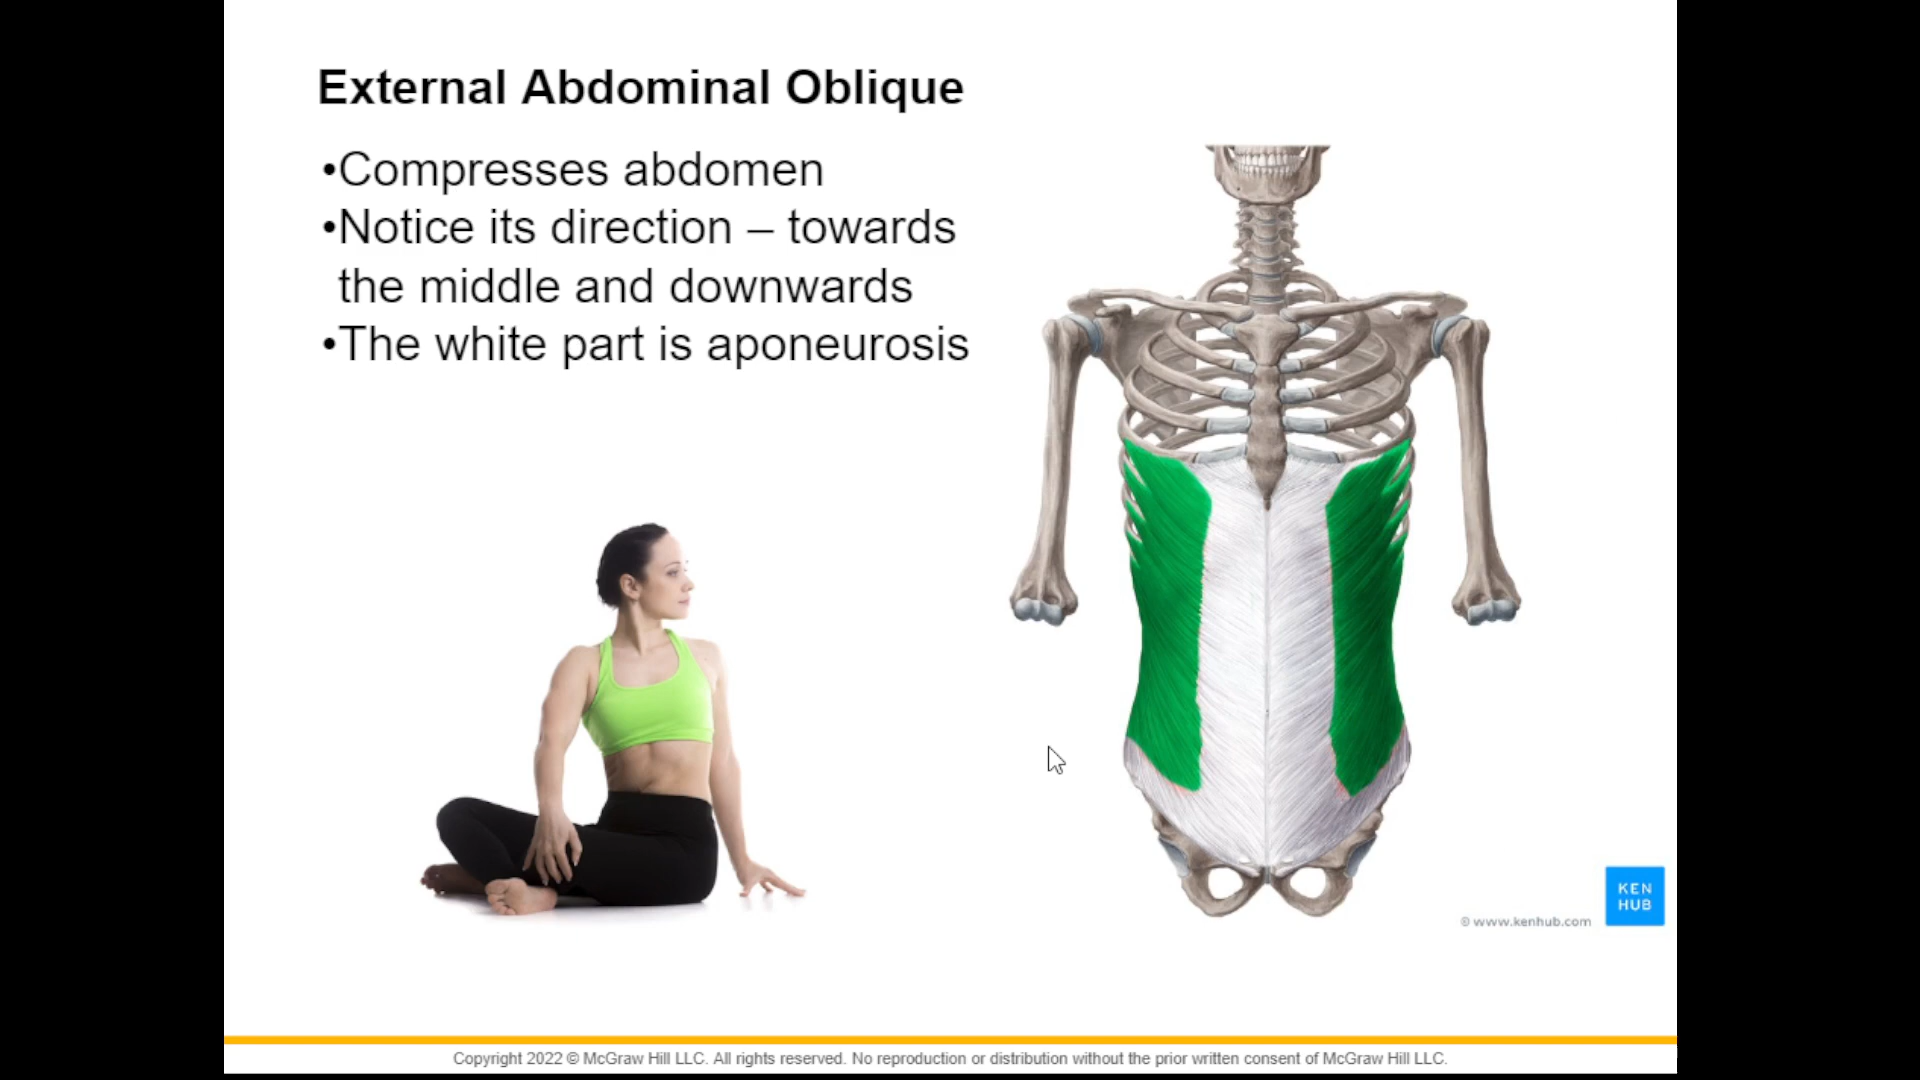 External Abdominal Oblique
•Compresses abdomen
•Notice its direction – towards
the middle and downwards
•The white part is aponeurosis
KEN
HUB
© www.kenhub.com
Copyright 2022 © McGraw Hill LLC. All rights reserved. No reproduction or distribution without the prior written consent of McGraw Hill LLC.